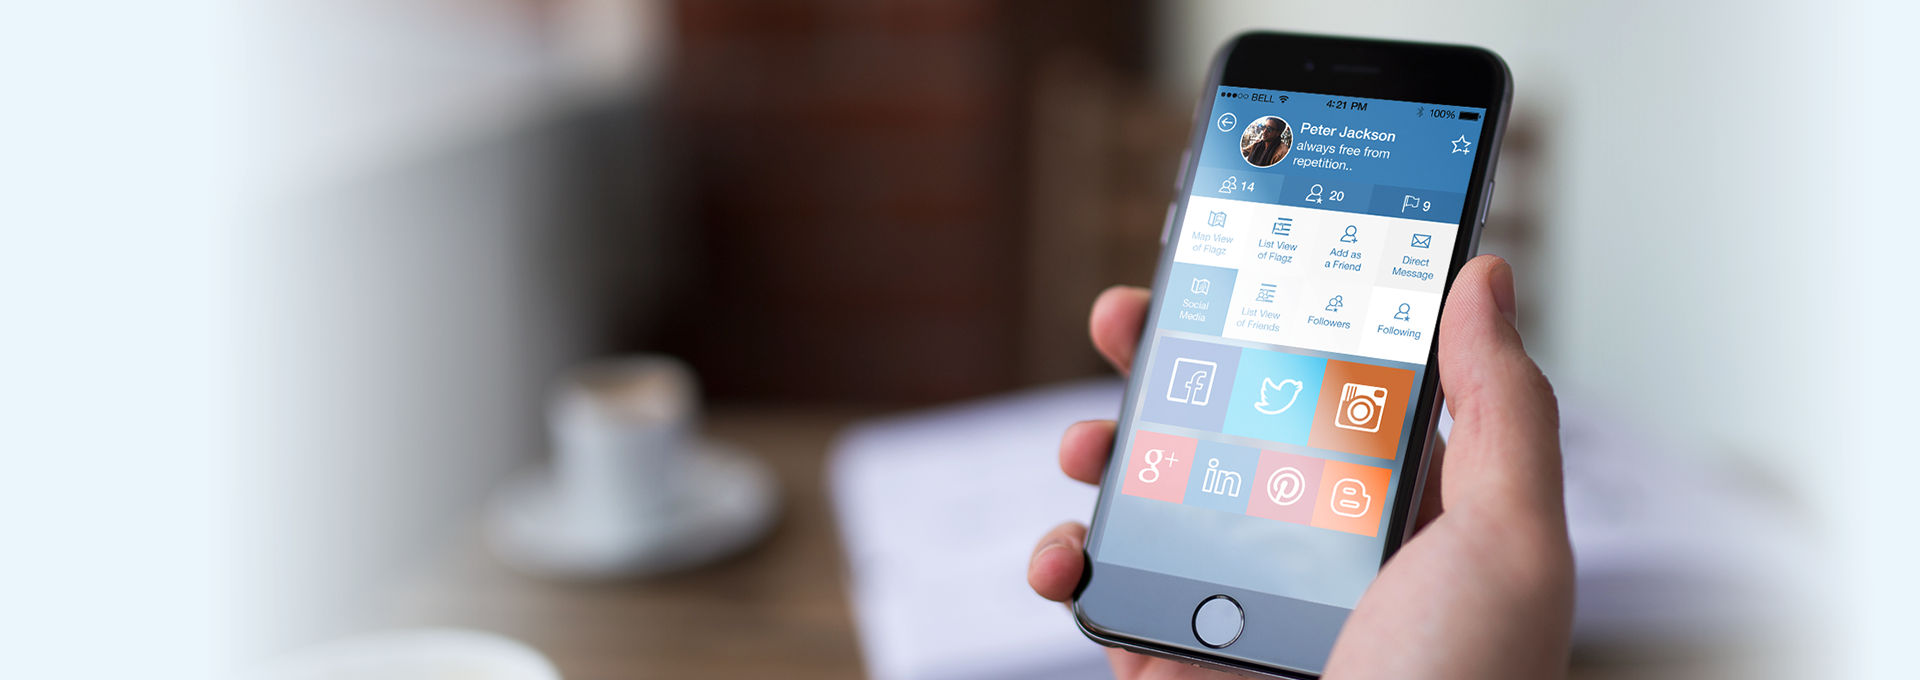 BELL 4:21 PM 100%
Peter Jackson
always free from
repetition..
14 20 9
Map View
of Flagz
List View
of Flagz
Add as
a Friend
Direct
Message
Social
Media
List View
of Friends
Followers
Following
f
g+ in